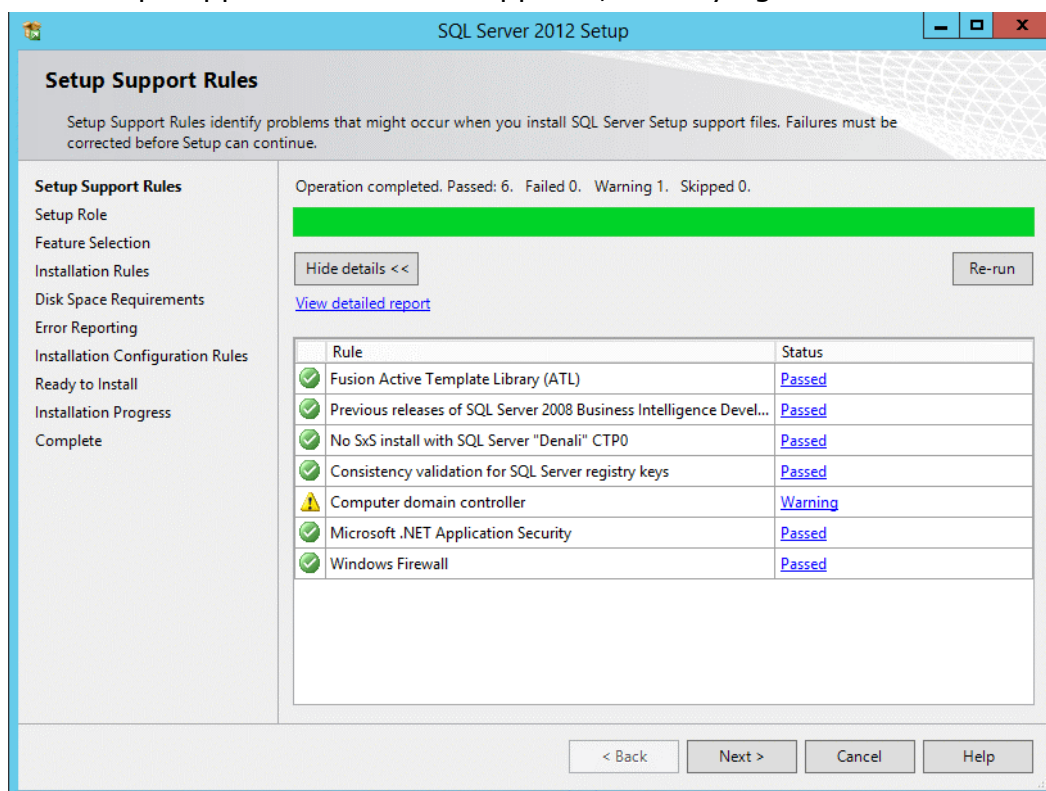 SQL Server 2012 Setup
Setup Support Rules
Setup Support Rules identify problems that might occur when you install SQL Server Setup support files. Failures must be
corrected before Setup can continue.
Setup Support Rules
Setup Role
Feature Selection
Installation Rules
Disk Space Requirements
Error Reporting
Installation Configuration Rules
Ready to Install
Installation Progress
Complete
Operation completed. Passed: 6. Failed 0. Warning 1. Skipped 0.
Hide details <<
Re-run
View detailed report
Rule Status
Fusion Active Template Library (ATL) Passed
Previous releases of SQL Server 2008 Business Intelligence Devel... Passed
No SxS install with SQL Server "Denali" CTP0 Passed
Consistency validation for SQL Server registry keys Passed
Computer domain controller Warning
Microsoft .NET Application Security Passed
Windows Firewall Passed
< Back Next > Cancel Help